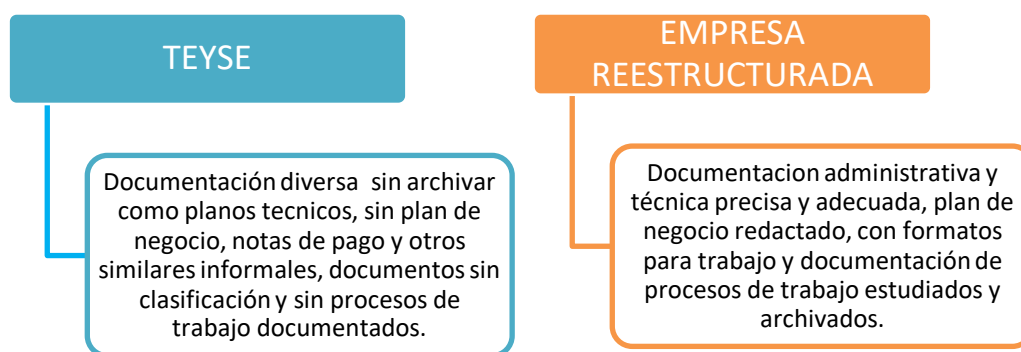 TEYSE
Documentación diversa sin archivar
como planos tecnicos, sin plan de
negocio, notas de pago y otros
similares informales, documentos sin
clasificación y sin procesos de
trabajo documentados.
EMPRESA
REESTRUCTURADA
Documentacion administrativa y
técnica precisa y adecuada, plan de
negocio redactado, con formatos
para trabajo y documentación de
procesos de trabajo estudiados y
archivados.